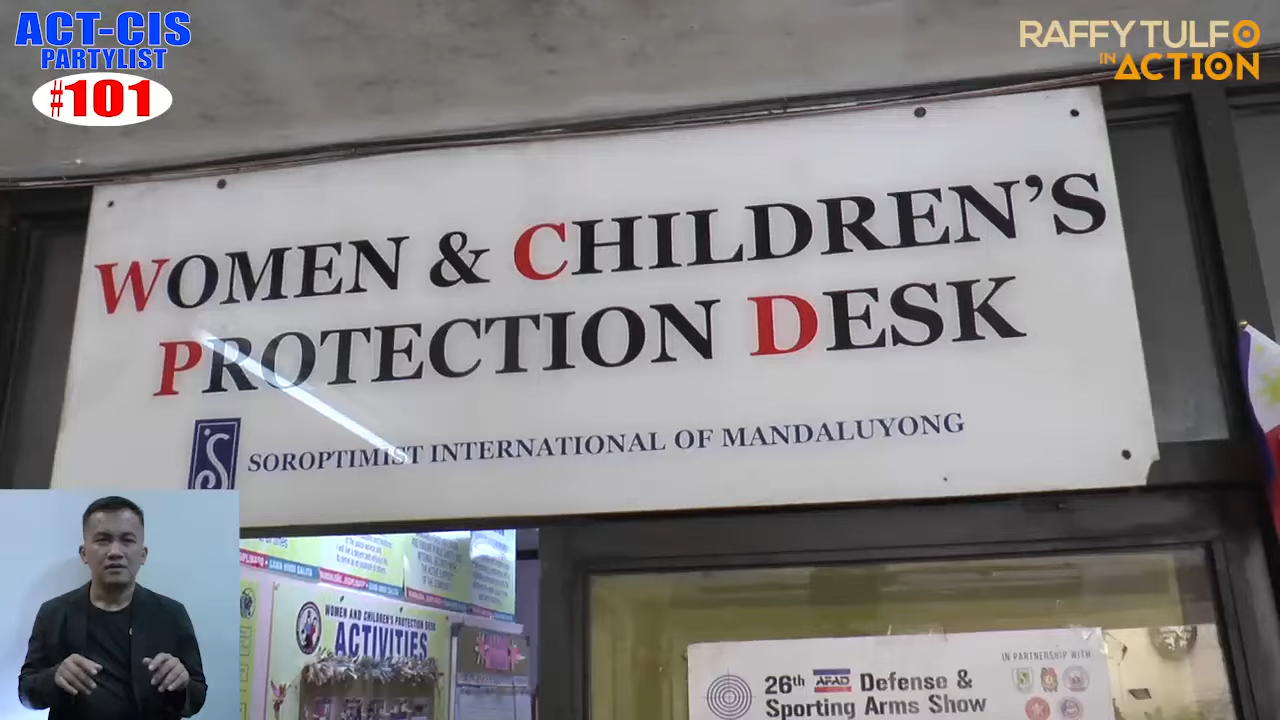 ACT-CIS
PARTYLIST
#101
RAFFY TULFO
IN ACTION
WOMEN & CHILDREN'S
PROTECTION DESK
SOROPTIMIST INTERNATIONAL OF MANDALUYONG
WOMEN AND CHILDREN'S PROTECTION DESK
ACTIVITIES
IN PARTNERSHIP WITH
26th AFAD Defense &
Sporting Arms Show